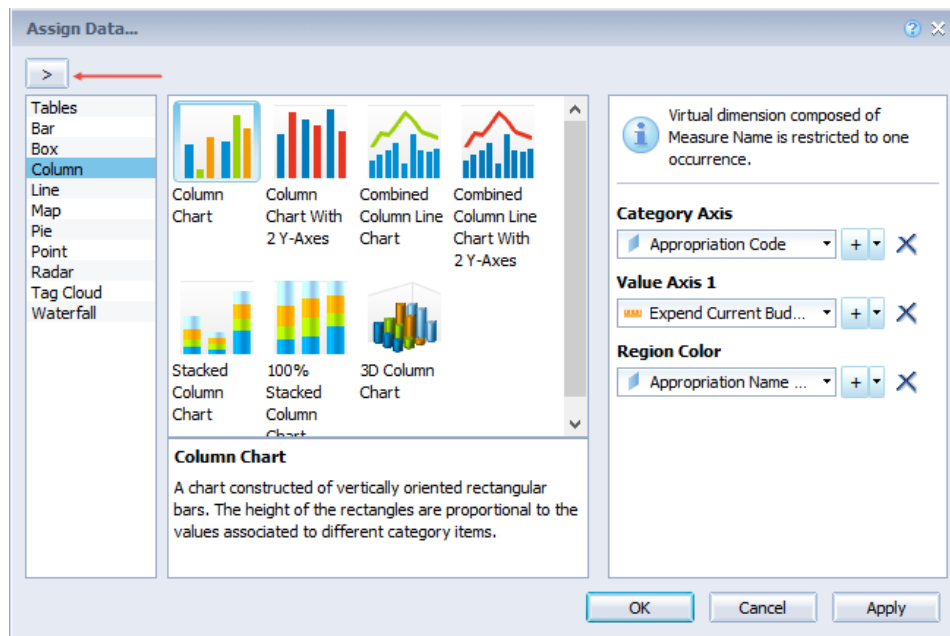 Assign Data...
>
Tables
Bar
Box
Column
Line
Map
Pie
Point
Radar
Tag Cloud
Waterfall
Column
Chart
Column
Chart With
2 Y-Axes
Combined
Column Line
Chart
Combined
Column Line
Chart With
2 Y-Axes
Stacked
Column
Chart
100%
Stacked
Column
Chart
3D Column
Chart
Column Chart
A chart constructed of vertically oriented rectangular
bars. The height of the rectangles are proportional to the
values associated to different category items.
Virtual dimension composed of
Measure Name is restricted to one
occurrence.
Category Axis
Appropriation Code
Value Axis 1
Expend Current Bud...
Region Color
Appropriation Name ...
OK Cancel Apply